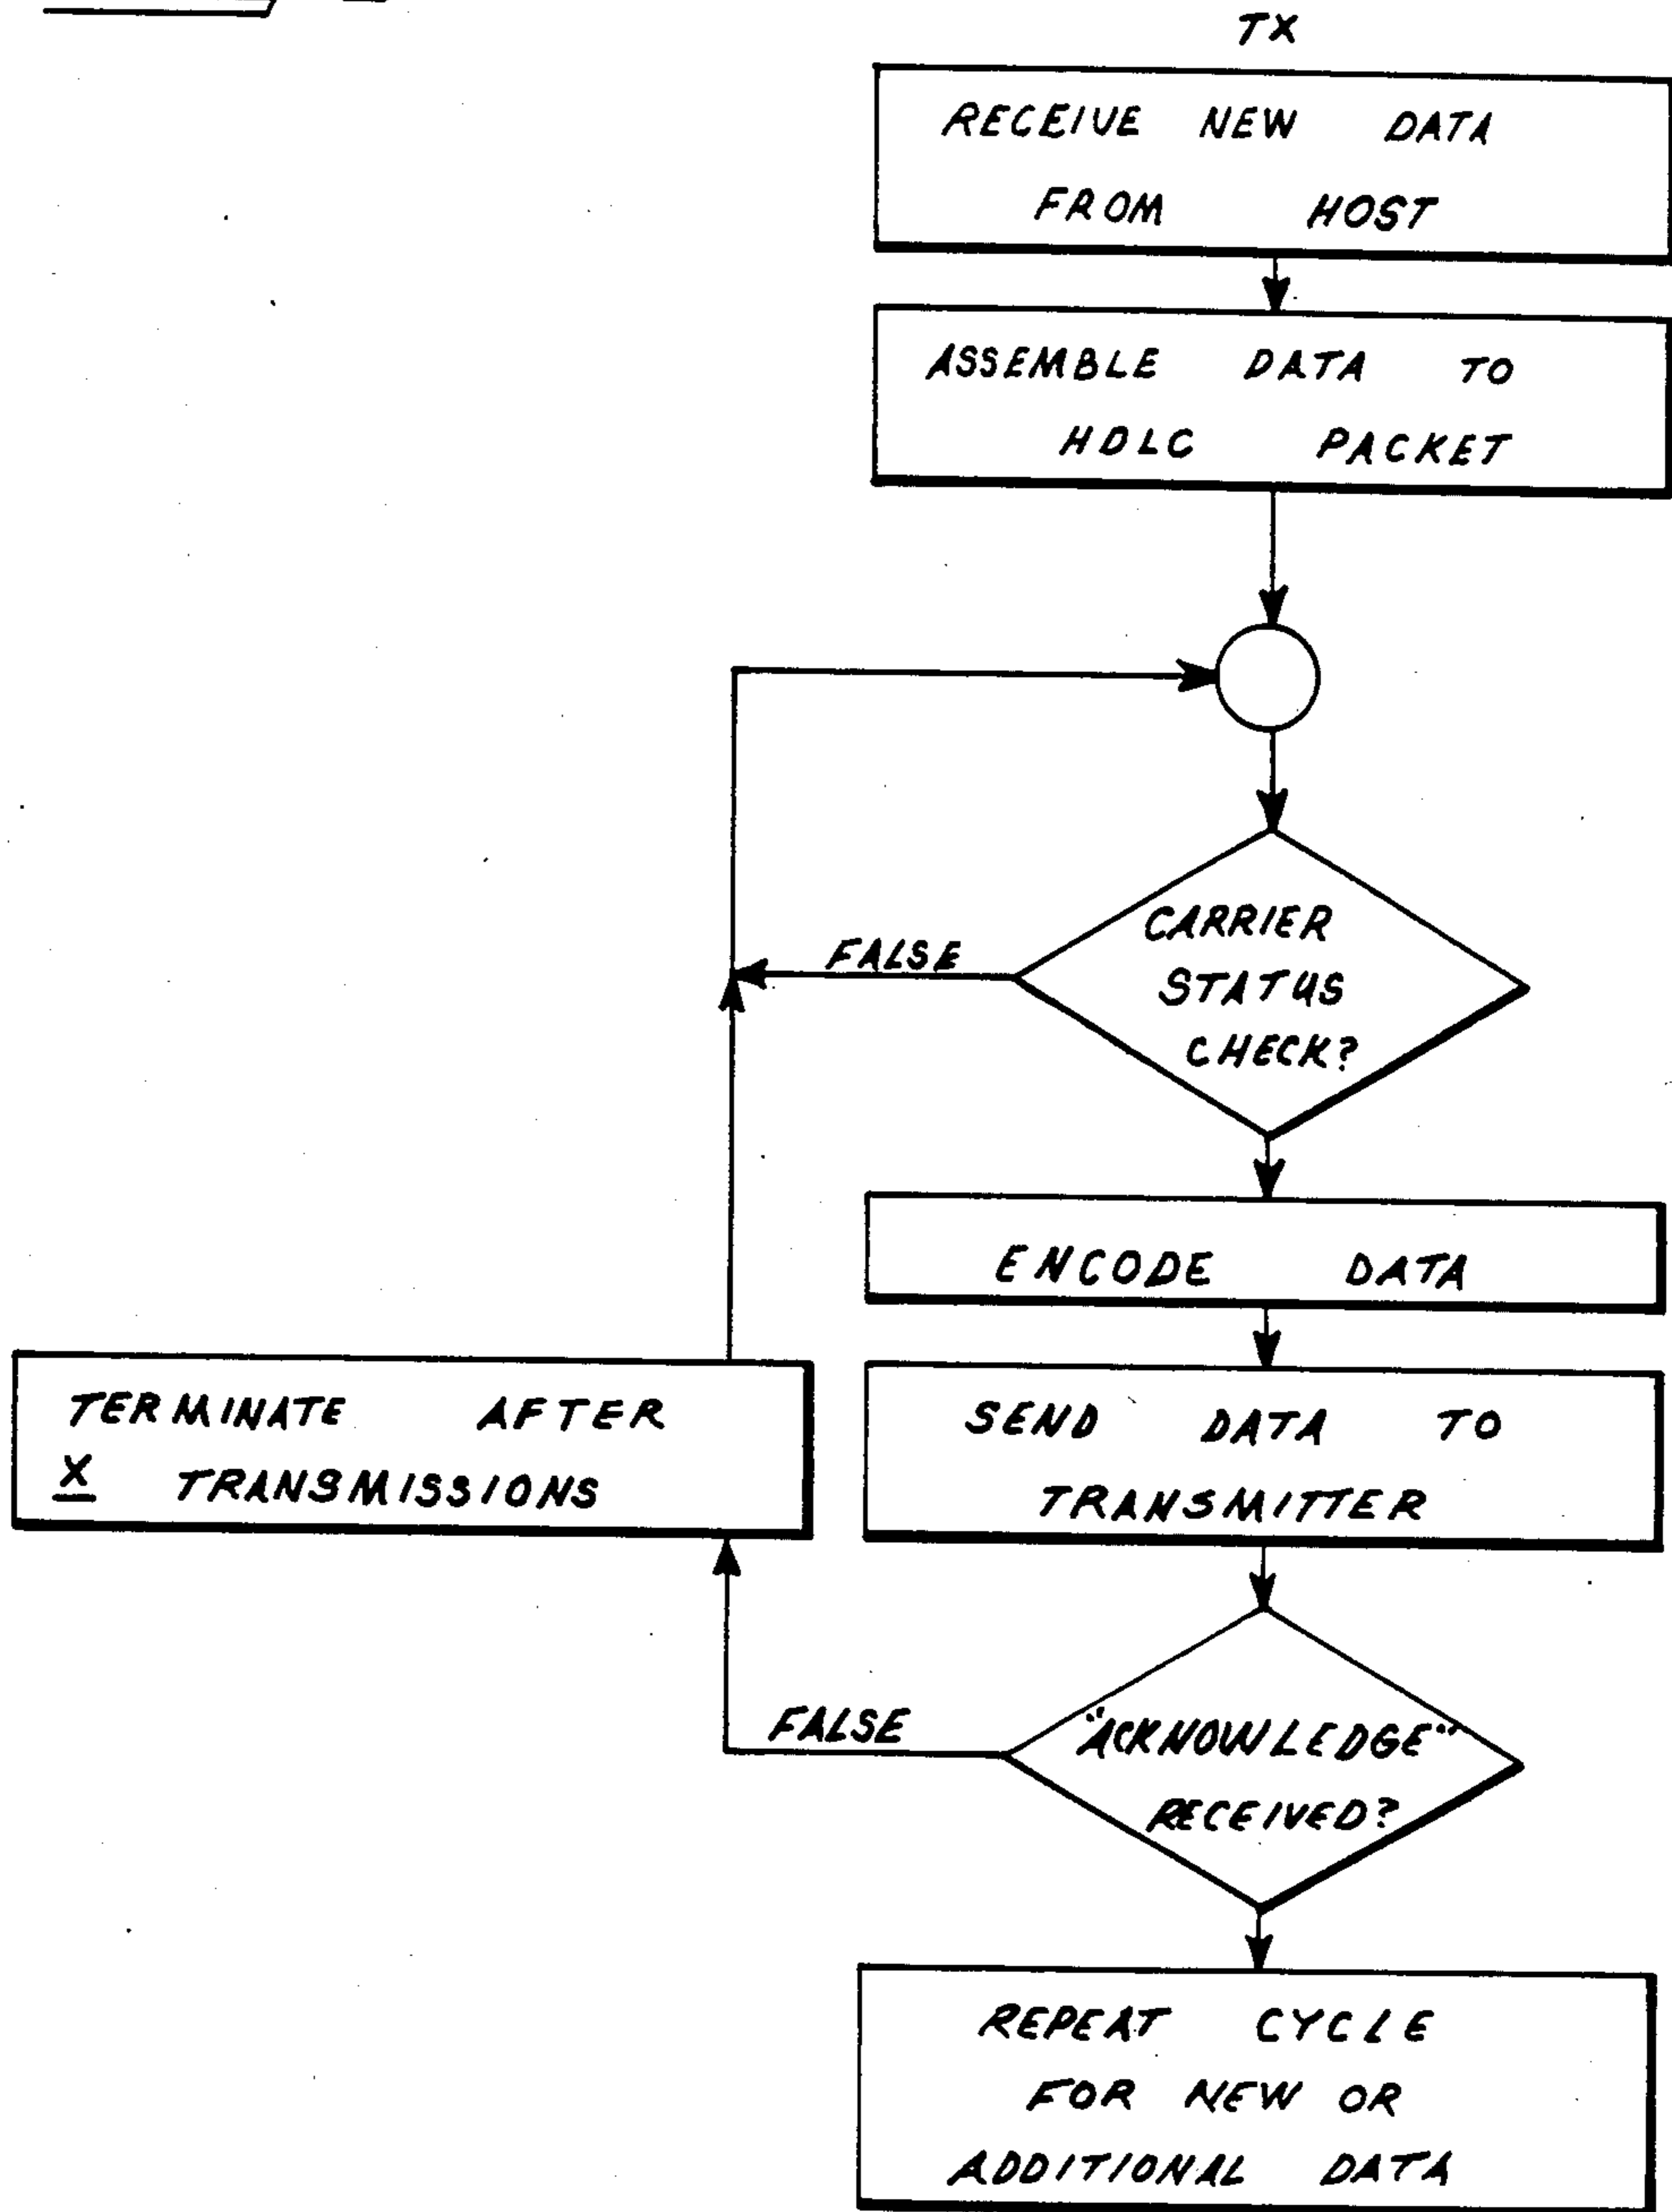 TX
RECEIVE NEW DATA
FROM HOST
ASSEMBLE DATA TO
HDLC PACKET
CARRIER
STATUS
CHECK?
FALSE
ENCODE DATA
SEND DATA TO
TRANSMITTER
TERMINATE AFTER
X TRANSMISSIONS
"ACKNOWLEDGE"
RECEIVED?
FALSE
REPEAT CYCLE
FOR NEW OR
ADDITIONAL DATA